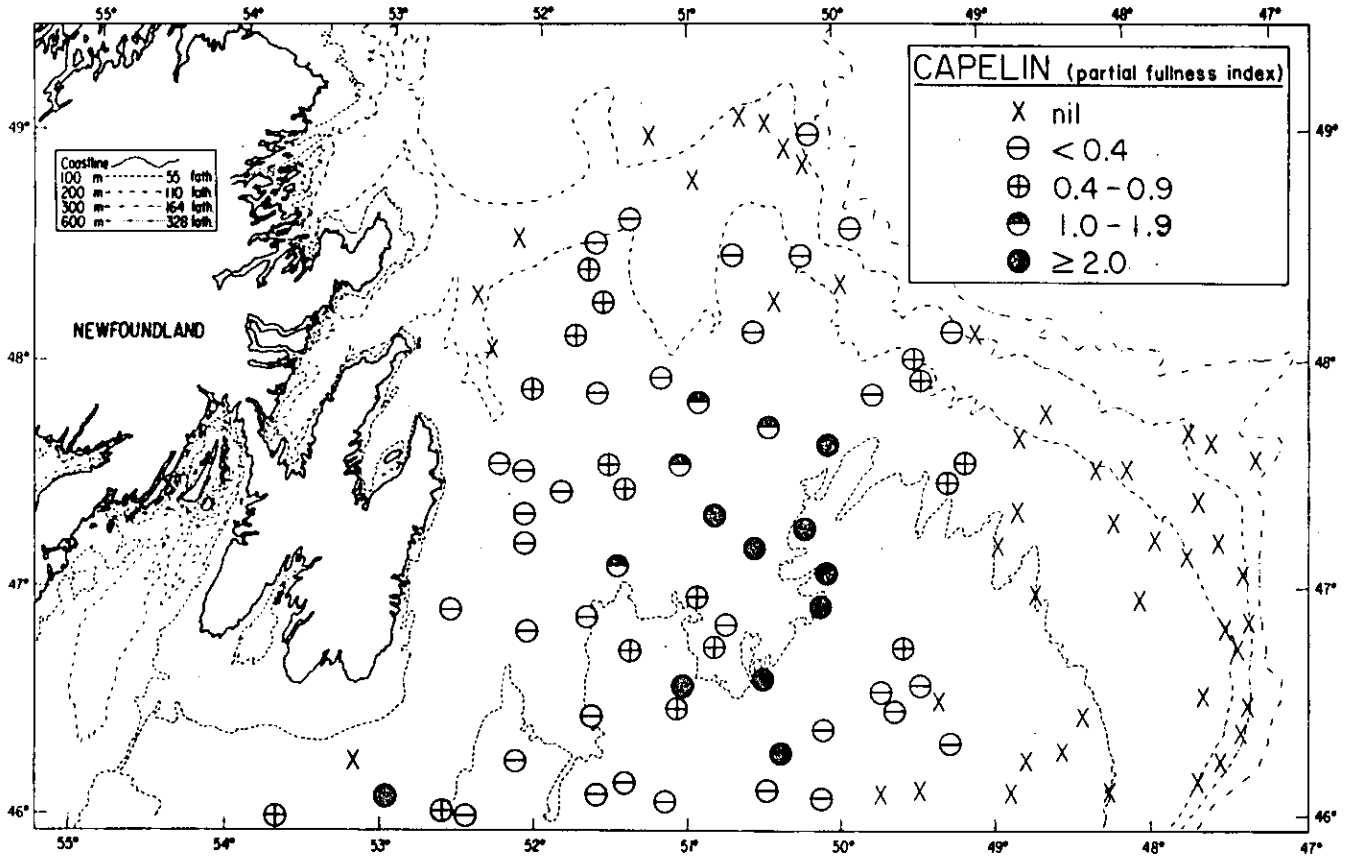 55° 54° 53° 52° 51° 50° 49° 48° 47°
CAPELIN (partial fullness index)
X nil
< 0.4
0.4 - 0.9
1.0 - 1.9
≥ 2.0
49° 49°
Coastline
100 m 55 fath.
200 m 110 fath.
300 m 164 fath.
600 m 328 fath.
NEWFOUNDLAND
48° 48°
47° 47°
46° 46°
55° 54° 53° 52° 51° 50° 49° 48° 47°